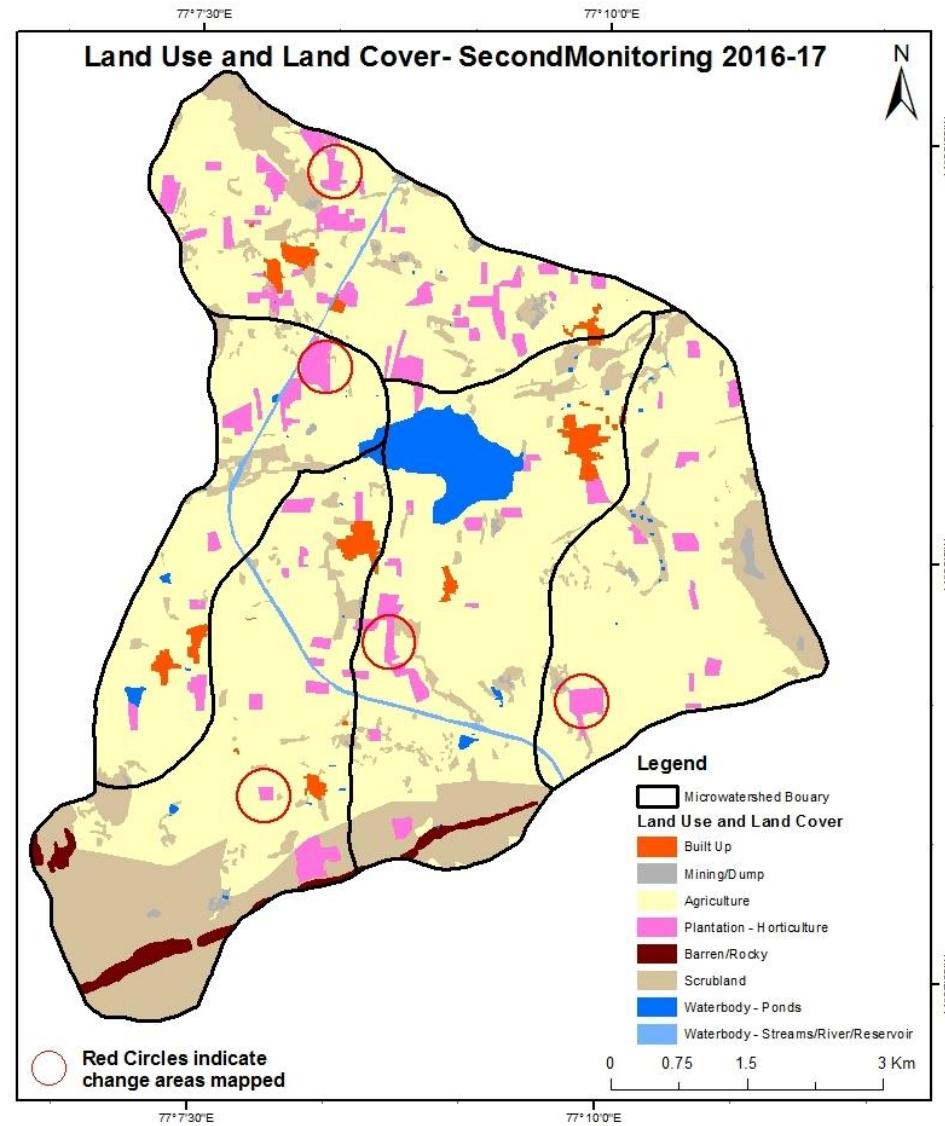 77°7'30"E 77°10'0"E
Land Use and Land Cover- SecondMonitoring 2016-17
N
Legend
Microwatershed Bouary
Land Use and Land Cover
Built Up
Mining/Dump
Agriculture
Plantation - Horticulture
Barren/Rocky
Scrubland
Waterbody - Ponds
Waterbody - Streams/River/Reservoir
Red Circles indicate
change areas mapped
0 0.75 1.5 3 Km
77°7'30"E 77°10'0"E